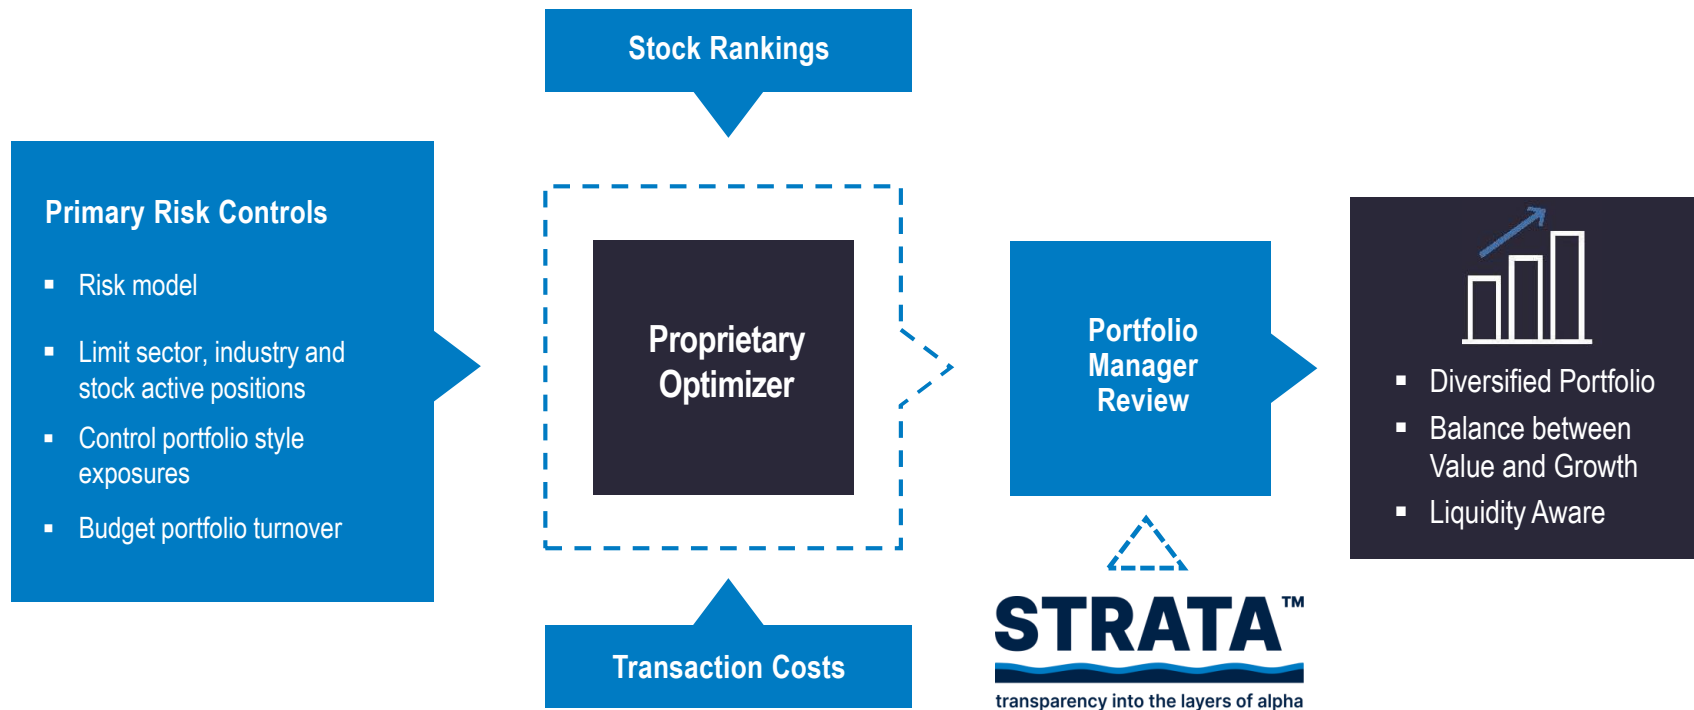 Stock Rankings
Primary Risk Controls
▪ Risk model
▪ Limit sector, industry and
stock active positions
▪ Control portfolio style
exposures
▪ Budget portfolio turnover
Proprietary
Optimizer
Transaction Costs
Portfolio
Manager
Review
STRATA™
transparency into the layers of alpha
▪ Diversified Portfolio
▪ Balance between
Value and Growth
▪ Liquidity Aware